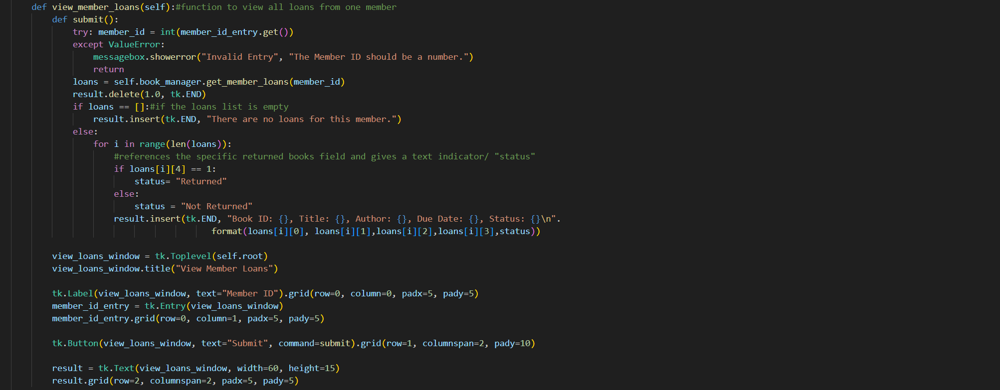 def view_member_loans(self):#function to view all loans from one member
def submit():
try: member_id = int(member_id_entry.get())
except ValueError:
messagebox.showerror("Invalid Entry", "The Member ID should be a number.")
return
loans = self.book_manager.get_member_loans(member_id)
result.delete(1.0, tk.END)
if loans == []:#if the loans list is empty
result.insert(tk.END, "There are no loans for this member.")
else:
for i in range(len(loans)):
#references the specific returned books field and gives a text indicator/ "status"
if loans[i][4] == 1:
status= "Returned"
else:
status = "Not Returned"
result.insert(tk.END, "Book ID: {}, Title: {}, Author: {}, Due Date: {}, Status: {}\n".
format(loans[i][0], loans[i][1],loans[i][2],loans[i][3],status))
view_loans_window = tk.Toplevel(self.root)
view_loans_window.title("View Member Loans")
tk.Label(view_loans_window, text="Member ID").grid(row=0, column=0, padx=5, pady=5)
member_id_entry = tk.Entry(view_loans_window)
member_id_entry.grid(row=0, column=1, padx=5, pady=5)
tk.Button(view_loans_window, text="Submit", command=submit).grid(row=1, columnspan=2, pady=10)
result = tk.Text(view_loans_window, width=60, height=15)
result.grid(row=2, columnspan=2, padx=5, pady=5)